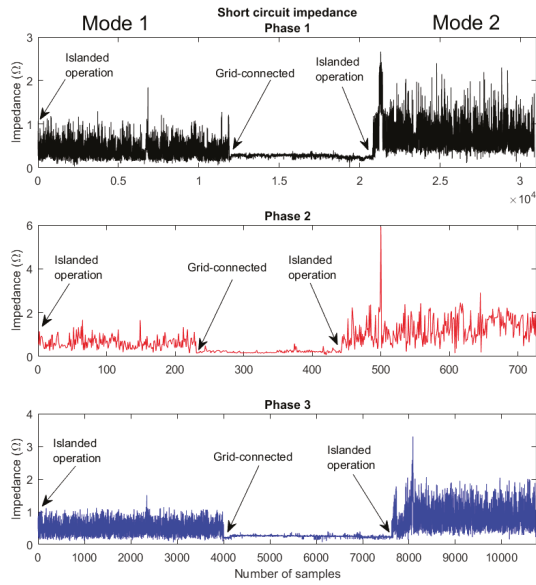 Mode 1
Short circuit impedance
Mode 2
Phase 1
Impedance (Ω)
3
2
1
0
Islanded
operation
Grid-connected
Islanded
operation
0
0.5
1
1.5
2
2.5
3
× 10⁴
Phase 2
Impedance (Ω)
6
4
2
0
Islanded
operation
Grid-connected
Islanded
operation
0
100
200
300
400
500
600
700
Phase 3
Impedance (Ω)
4
3
2
1
0
Islanded
operation
Grid-connected
Islanded
operation
0
1000
2000
3000
4000
5000
6000
7000
8000
9000
10000
Number of samples